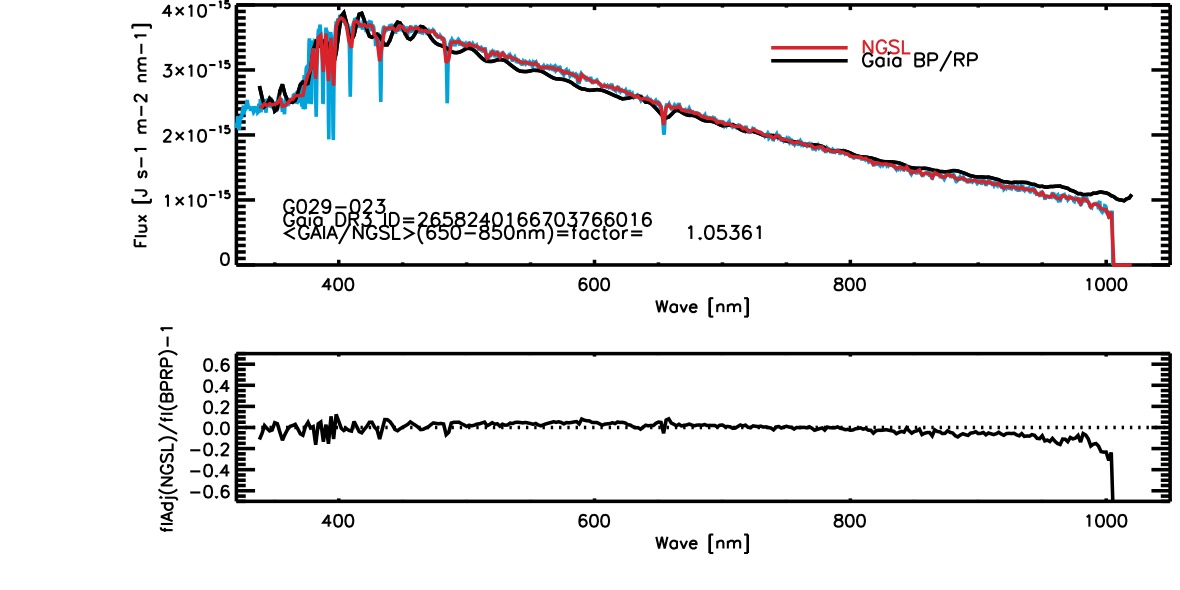 4×10⁻¹⁵
3×10⁻¹⁵
2×10⁻¹⁵
1×10⁻¹⁵
0
Flux [J s−1 m−2 nm−1]
NGSL
Gaia BP/RP
G029−023
Gaia DR3 ID=2658240166703766016
<GAIA/NGSL>(650−850nm)=factor= 1.05361
400 600 800 1000
Wave [nm]
0.6
0.4
0.2
0.0
−0.2
−0.4
−0.6
flAdj(NGSL)/fl(BPRP)−1
400 600 800 1000
Wave [nm]